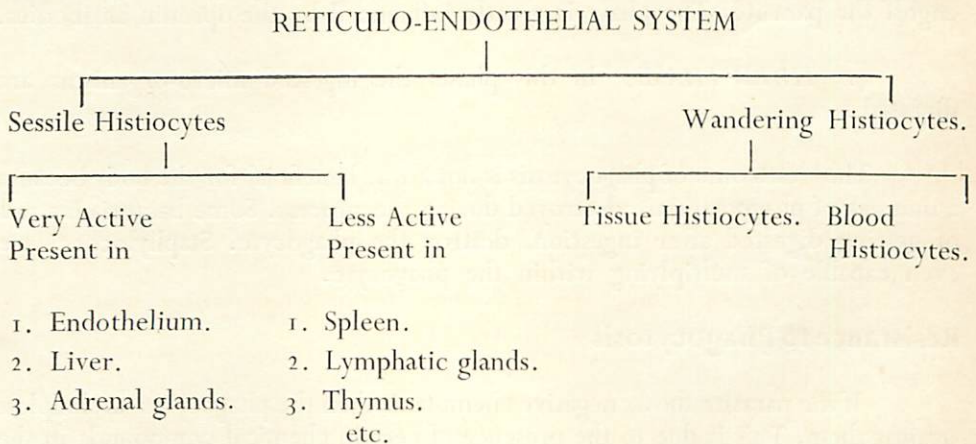 RETICULO-ENDOTHELIAL SYSTEM
Sessile Histiocytes
Wandering Histiocytes.
Very Active
Present in
Less Active
Present in
Tissue Histiocytes.
Blood
Histiocytes.
1. Endothelium.
2. Liver.
3. Adrenal glands.
1. Spleen.
2. Lymphatic glands.
3. Thymus.
etc.